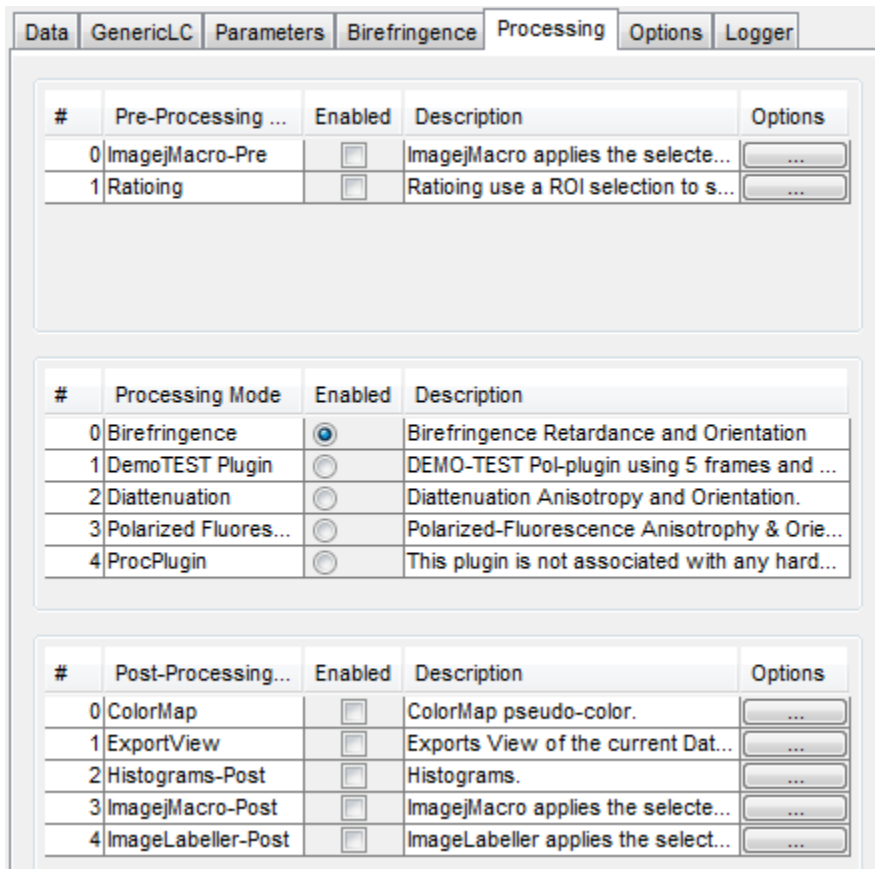 Data GenericLC Parameters Birefringence Processing Options Logger
# Pre-Processing ... Enabled Description Options
0 ImagejMacro-Pre ImagejMacro applies the selecte... ...
1 Ratioing Ratioing use a ROI selection to s... ...
# Processing Mode Enabled Description
0 Birefringence Birefringence Retardance and Orientation
1 DemoTEST Plugin DEMO-TEST Pol-plugin using 5 frames and ...
2 Diattenuation Diattenuation Anisotropy and Orientation.
3 Polarized Fluores... Polarized-Fluorescence Anisotrophy & Orie...
4 ProcPlugin This plugin is not associated with any hard...
# Post-Processing... Enabled Description Options
0 ColorMap ColorMap pseudo-color. ...
1 ExportView Exports View of the current Dat... ...
2 Histograms-Post Histograms. ...
3 ImagejMacro-Post ImagejMacro applies the selecte... ...
4 ImageLabeller-Post ImageLabeller applies the select... ...